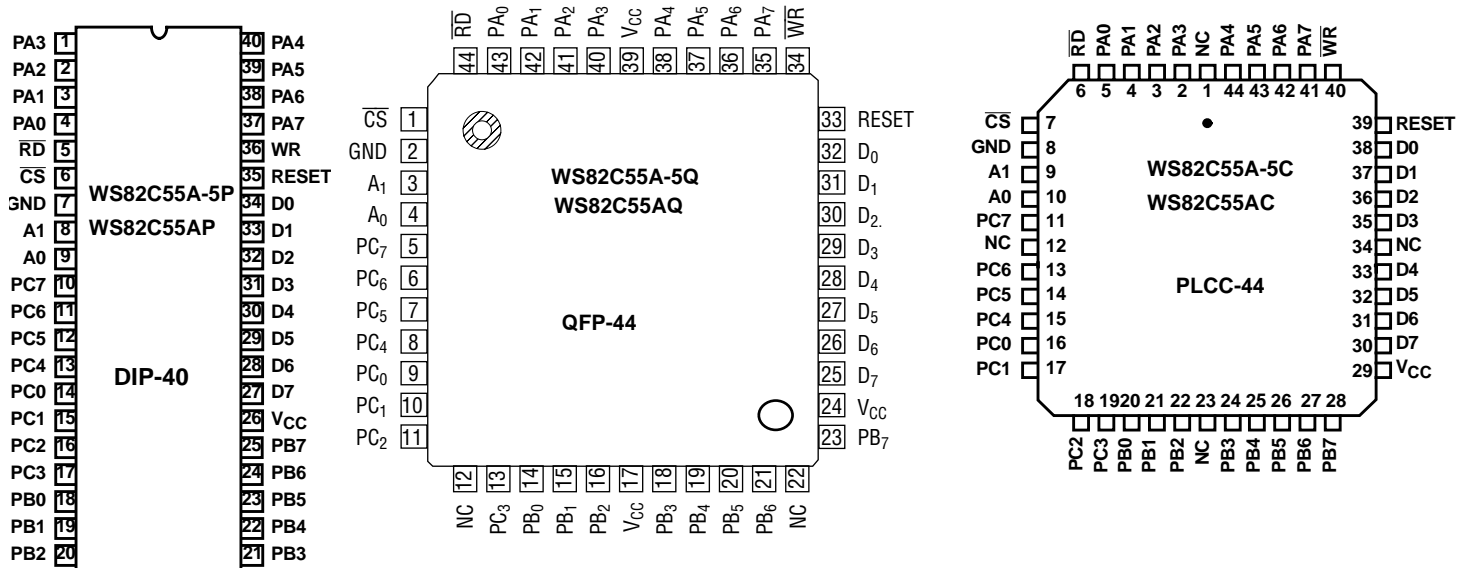 PA3 1 40 PA4
PA2 2 39 PA5
PA1 3 38 PA6
PA0 4 37 PA7
RD 5 36 WR
CS 6 35 RESET
GND 7 34 D0
A1 8 33 D1
A0 9 32 D2
PC7 10 31 D3
PC6 11 30 D4
PC5 12 29 D5
PC4 13 28 D6
PC0 14 27 D7
PC1 15 26 VCC
PC2 16 25 PB7
PC3 17 24 PB6
PB0 18 23 PB5
PB1 19 22 PB4
PB2 20 21 PB3
WS82C55A-5P
WS82C55AP
DIP-40
RD PA0 PA1 PA2 PA3 VCC PA4 PA5 PA6 PA7 WR
44 43 42 41 40 39 38 37 36 35 34
CS 1 33 RESET
GND 2 32 D0
A1 3 31 D1
A0 4 30 D2.
PC7 5 29 D3
PC6 6 28 D4
PC5 7 27 D5
PC4 8 26 D6
PC0 9 25 D7
PC1 10 24 VCC
PC2 11 23 PB7
WS82C55A-5Q
WS82C55AQ
QFP-44
12 13 14 15 16 17 18 19 20 21 22
NC PC3 PB0 PB1 PB2 VCC PB3 PB4 PB5 PB6 NC
RD PA0 PA1 PA2 PA3 NC PA4 PA5 PA6 PA7 WR
6 5 4 3 2 1 44 43 42 41 40
CS 7 39 RESET
GND 8 38 D0
A1 9 37 D1
A0 10 36 D2
PC7 11 35 D3
NC 12 34 NC
PC6 13 33 D4
PC5 14 32 D5
PC4 15 31 D6
PC0 16 30 D7
PC1 17 29 VCC
WS82C55A-5C
WS82C55AC
PLCC-44
18 19 20 21 22 23 24 25 26 27 28
PC2 PC3 PB0 PB1 PB2 NC PB3 PB4 PB5 PB6 PB7